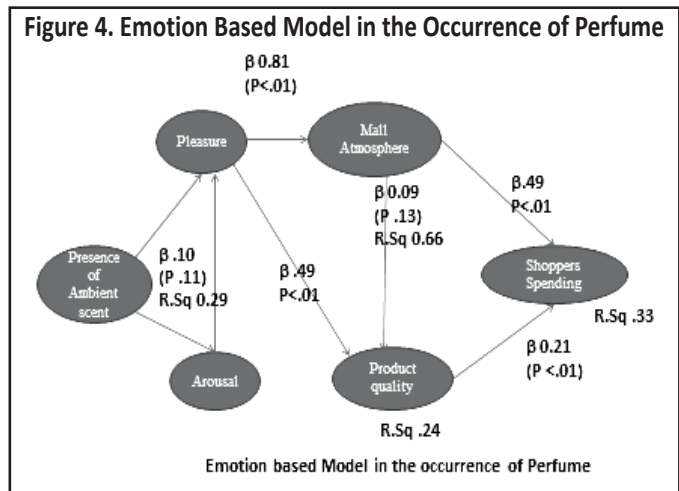 Figure 4. Emotion Based Model in the Occurrence of Perfume
β 0.81
(P<.01)
Pleasure
Mall
Atmosphere
β 0.09
(P .13)
R.Sq 0.66
β.49
P<.01
Presence
of
Ambient
scent
β .10
(P .11)
R.Sq 0.29
β .49
P<.01
Shoppers
Spending
R.Sq .33
Arousal
Product
quality
β 0.21
(P <.01)
R.Sq .24
Emotion based Model in the occurrence of Perfume